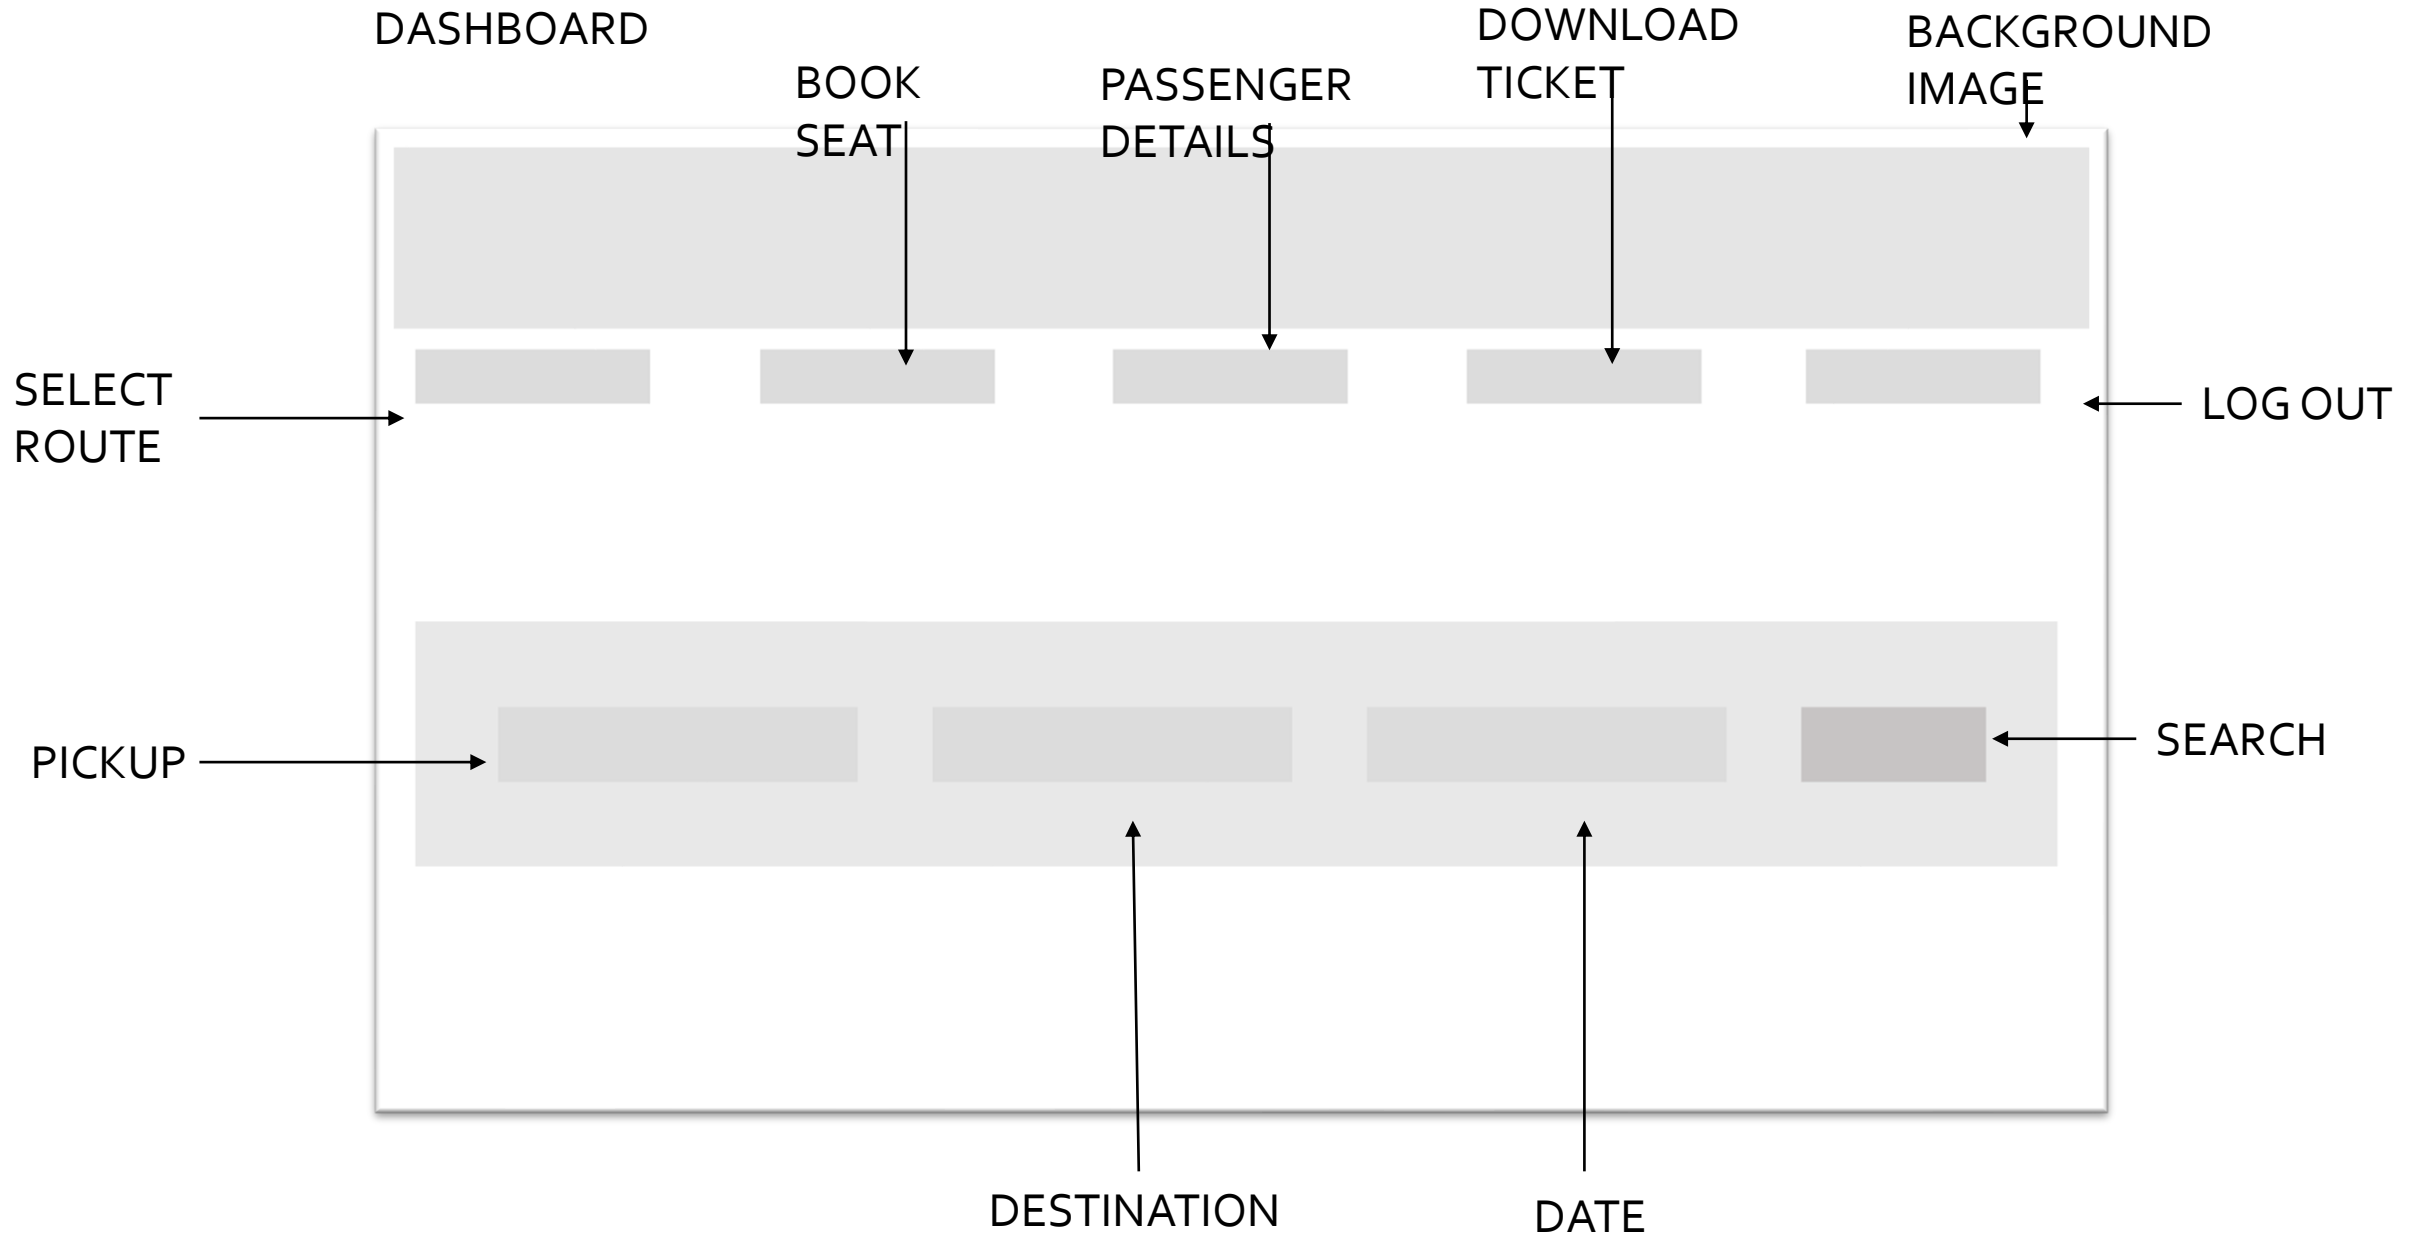 DASHBOARD
BOOK
SEAT
PASSENGER
DETAILS
DOWNLOAD
TICKET
BACKGROUND
IMAGE
SELECT
ROUTE
LOG OUT
PICKUP
SEARCH
DESTINATION
DATE